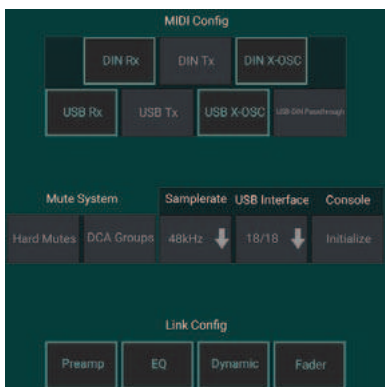 MIDI Config
DIN Rx DIN Tx DIN X-OSC
USB Rx USB Tx USB X-OSC USB-DIN Passthrough
Mute System Samplerate USB Interface Console
Hard Mutes DCA Groups 48kHz 18/18 Initialize
Link Config
Preamp EQ Dynamic Fader